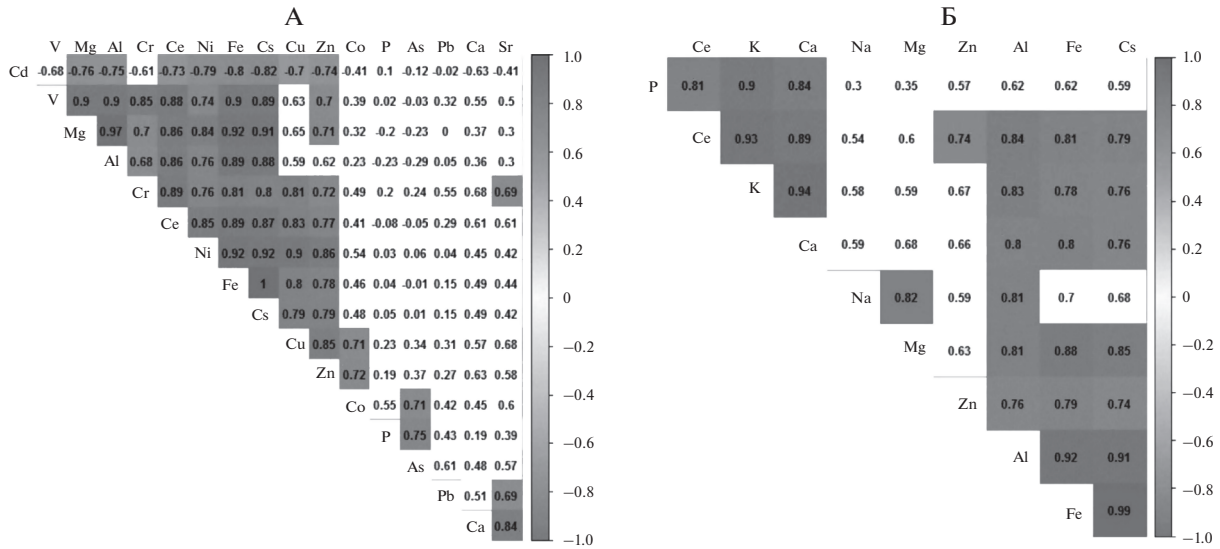 А
V Mg Al Cr Ce Ni Fe Cs Cu Zn Co P As Pb Ca Sr
Cd -0.68 -0.76 -0.75 -0.61 -0.73 -0.79 -0.8 -0.82 -0.7 -0.74 -0.41 0.1 -0.12 -0.02 -0.63 -0.41
V 0.9 0.9 0.85 0.88 0.74 0.9 0.89 0.63 0.7 0.39 0.02 -0.03 0.32 0.55 0.5
Mg 0.97 0.7 0.86 0.84 0.92 0.91 0.65 0.71 0.32 -0.2 -0.23 0 0.37 0.3
Al 0.68 0.86 0.76 0.89 0.88 0.59 0.62 0.23 -0.23 -0.29 0.05 0.36 0.3
Cr 0.89 0.76 0.81 0.8 0.81 0.72 0.49 0.2 0.24 0.55 0.68 0.69
Ce 0.85 0.89 0.87 0.83 0.77 0.41 -0.08 -0.05 0.29 0.61 0.61
Ni 0.92 0.92 0.9 0.86 0.54 0.03 0.06 0.04 0.45 0.42
Fe 1 0.8 0.78 0.46 0.04 -0.01 0.15 0.49 0.44
Cs 0.79 0.79 0.48 0.05 0.01 0.15 0.49 0.42
Cu 0.85 0.71 0.23 0.34 0.31 0.57 0.68
Zn 0.72 0.19 0.37 0.27 0.63 0.58
Co 0.55 0.71 0.42 0.45 0.6
P 0.75 0.43 0.19 0.39
As 0.61 0.48 0.57
Pb 0.51 0.69
Ca 0.84
1.0
0.8
0.6
0.4
0.2
0
−0.2
−0.4
−0.6
−0.8
−1.0
Б
Ce K Ca Na Mg Zn Al Fe Cs
P 0.81 0.9 0.84 0.3 0.35 0.57 0.62 0.62 0.59
Ce 0.93 0.89 0.54 0.6 0.74 0.84 0.81 0.79
K 0.94 0.58 0.59 0.67 0.83 0.78 0.76
Ca 0.59 0.68 0.66 0.8 0.8 0.76
Na 0.82 0.59 0.81 0.7 0.68
Mg 0.63 0.81 0.88 0.85
Zn 0.76 0.79 0.74
Al 0.92 0.91
Fe 0.99
1.0
0.8
0.6
0.4
0.2
0
−0.2
−0.4
−0.6
−0.8
−1.0